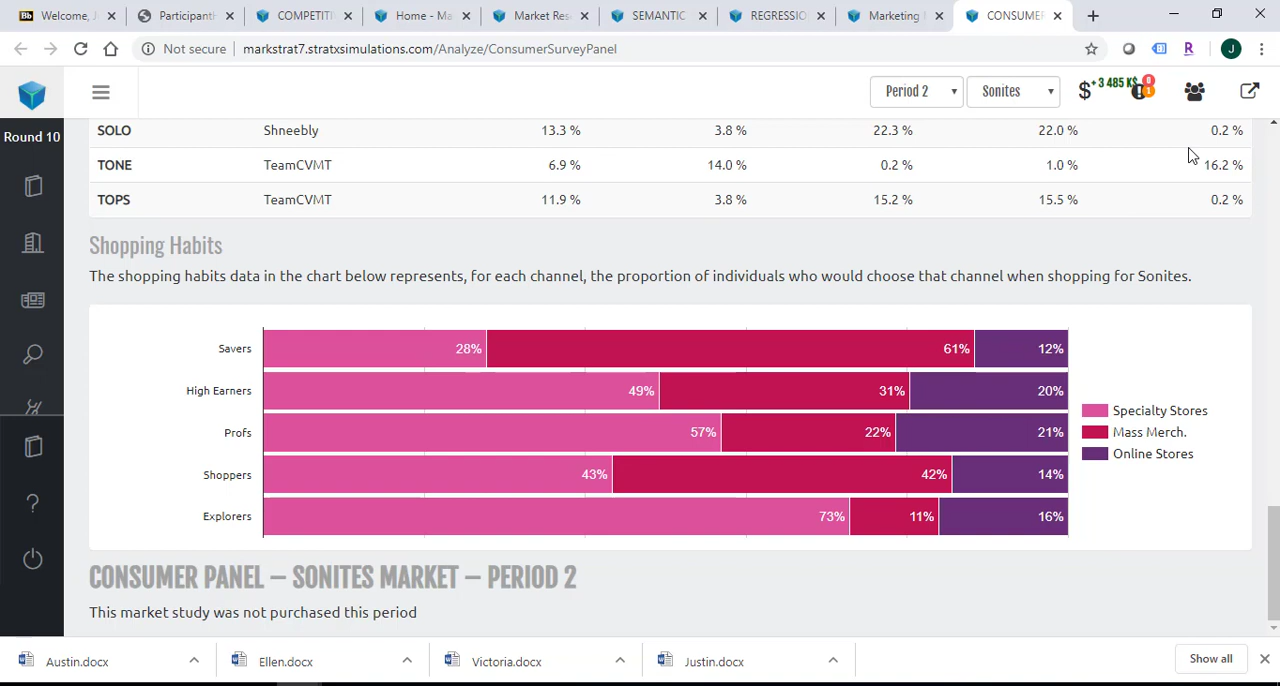 Welcome, J
Participant
COMPETITI
Home - Ma
Market Res
SEMANTIC
REGRESSIO
Marketing
CONSUMER
Not secure
markstrat7.stratxsimulations.com/Analyze/ConsumerSurveyPanel
R
J
Period 2
Sonites
$ + 3 485 K$
0
1
Round 10
SOLO Shneebly 13.3 % 3.8 % 22.3 % 22.0 % 0.2 %
TONE TeamCVMT 6.9 % 14.0 % 0.2 % 1.0 % 16.2 %
TOPS TeamCVMT 11.9 % 3.8 % 15.2 % 15.5 % 0.2 %
Shopping Habits
The shopping habits data in the chart below represents, for each channel, the proportion of individuals who would choose that channel when shopping for Sonites.
Savers 28% 61% 12%
High Earners 49% 31% 20%
Profs 57% 22% 21%
Shoppers 43% 42% 14%
Explorers 73% 11% 16%
Specialty Stores
Mass Merch.
Online Stores
CONSUMER PANEL – SONITES MARKET – PERIOD 2
This market study was not purchased this period
Austin.docx
Ellen.docx
Victoria.docx
Justin.docx
Show all